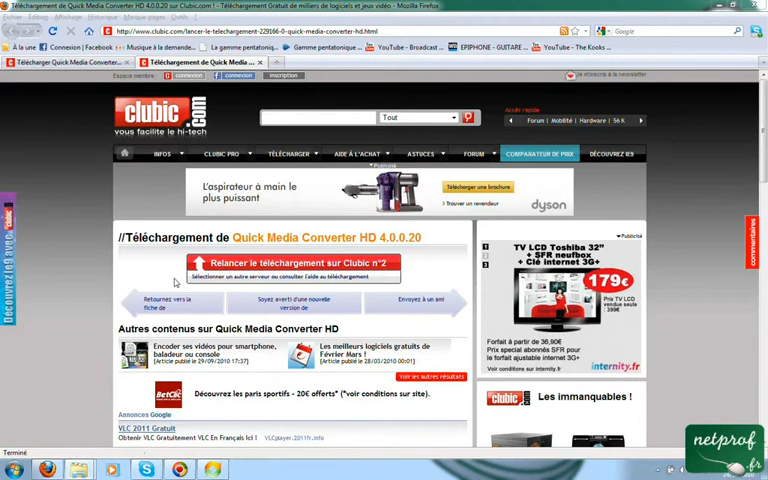 Téléchargement de Quick Media Converter HD 4.0.0.20 sur Clubic.com ! - Téléchargement Gratuit de milliers de logiciels et jeux vidéo - Mozilla Firefox
Fichier Édition Affichage Historique Marque-pages Outils ?
http://www.clubic.com/lancer-le-telechargement-229166-0-quick-media-converter-hd.html
Google
À la une Connexion | Facebook Musique à la demande... La gamme pentatoniq... Gamme pentatonique ... YouTube - Broadcast ... EPIPHONE - GUITARE ... YouTube - The Kooks ...
Télécharger Quick Media Converter...
Téléchargement de Quick Media ...
Espace membre : connexion connexion inscription
Je m'inscris à la newsletter
clubic.com
vous facilite le hi-tech
Tout
Accès rapide
Forum | Mobilité | Hardware | 56 K
INFOS CLUBIC PRO TÉLÉCHARGER AIDE A L'ACHAT ASTUCES FORUM COMPARATEUR DE PRIX DÉCOUVREZ IE9
Publicité
L'aspirateur à main le
plus puissant
Télécharger une brochure
› Trouver un revendeur
dyson
Découvrez Ie9 avec
commentaires
//Téléchargement de Quick Media Converter HD 4.0.0.20
Relancer le téléchargement sur Clubic n°2
Sélectionner un autre serveur ou consulter l'aide au téléchargement
Retournez vers la
fiche de
Soyez averti d'une nouvelle
version de
Envoyez à un ami
Autres contenus sur Quick Media Converter HD
Encoder ses vidéos pour smartphone,
baladeur ou console
[Article publié le 29/09/2010 17:37]
Les meilleurs logiciels gratuits de
Février Mars !
[Article publié le 28/03/2010 00:01]
Voir les autres résultats
BetClic
Découvrez les paris sportifs - 20€ offerts* (*voir conditions sur site).
Annonces Google
VLC 2011 Gratuit
Obtenir VLC Gratuitement VLC En Français Ici ! VLCplayer.2011fr.info
Publicité
1
2
3
TV LCD Toshiba 32"
+ SFR neufbox
+ Clé internet 3G+
179€
Prix TV LCD
vendue seule
: 399€
Forfait à partir de 36,90€
Prix spécial abonnés SFR pour
le forfait ajustable internet 3G+
Voir conditions sur internity.fr
internity.fr
clubic.com
Les immanquables !
Terminé
netprof
.fr